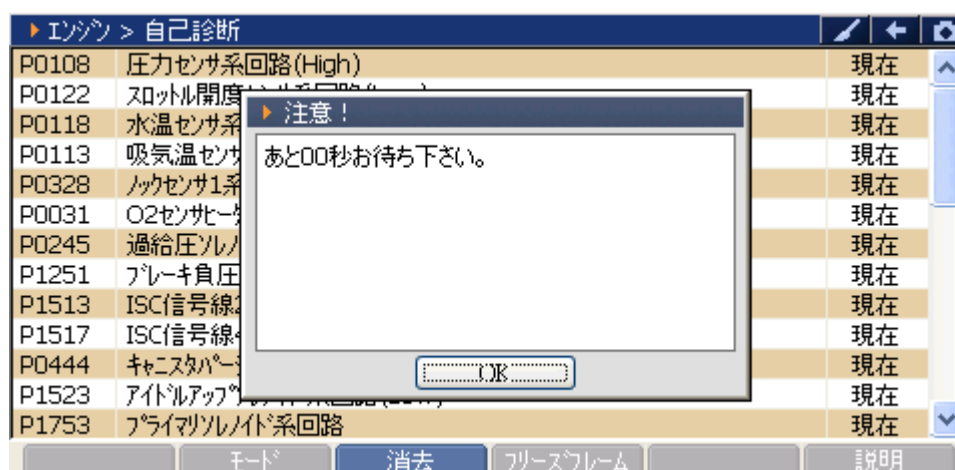 ｴﾝｼﾞﾝ > 自己診断
P0108 圧力ｾﾝｻ系回路(High) 現在
P0122 ｽﾛｯﾄﾙ開度 現在
P0118 水温ｾﾝｻ系 現在
P0113 吸気温ｾﾝｻ 現在
P0328 ﾉｯｸｾﾝｻ1系 現在
P0031 O2ｾﾝｻﾋｰﾀ 現在
P0245 過給圧ｿﾚﾉ 現在
P1251 ﾌﾞﾚｰｷ負圧 現在
P1513 ISC信号線2 現在
P1517 ISC信号線4 現在
P0444 ｷｬﾆｽﾀﾊﾟｰｼﾞ 現在
P1523 ｱｲﾄﾞﾙｱｯﾌﾟ 現在
P1753 ﾌﾟﾗｲﾏﾘｿﾚﾉｲﾄﾞ系回路 現在
注意！
あと00秒お待ち下さい。
OK
ﾓｰﾄﾞ 消去 ﾌﾘｰｽﾞﾌﾚｰﾑ 説明